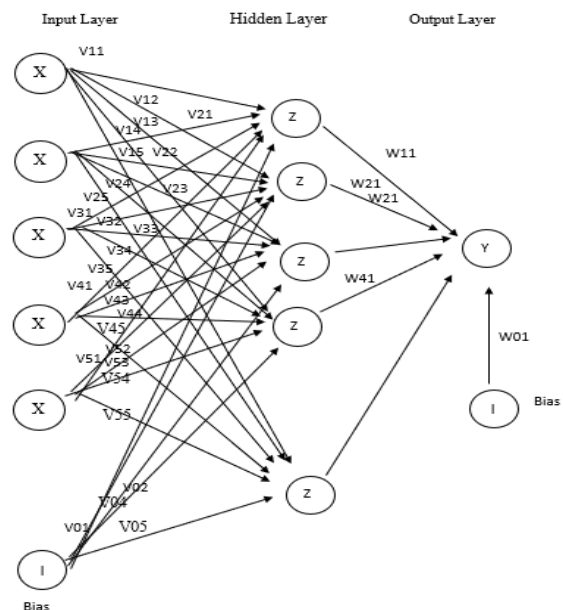 Input Layer
Hidden Layer
Output Layer
V11
X
V12
V13
V14
V21
Z
X
V15
V22
W11
V24
V23
Z
W21
V25
W21
V31
V32
X
V33
Y
V34
Z
V35
V41
V42
W41
V43
V44
X
V45
Z
W01
V52
V51
V53
V54
X
V55
I
Bias
V02
Z
V04
V01
V05
I
Bias